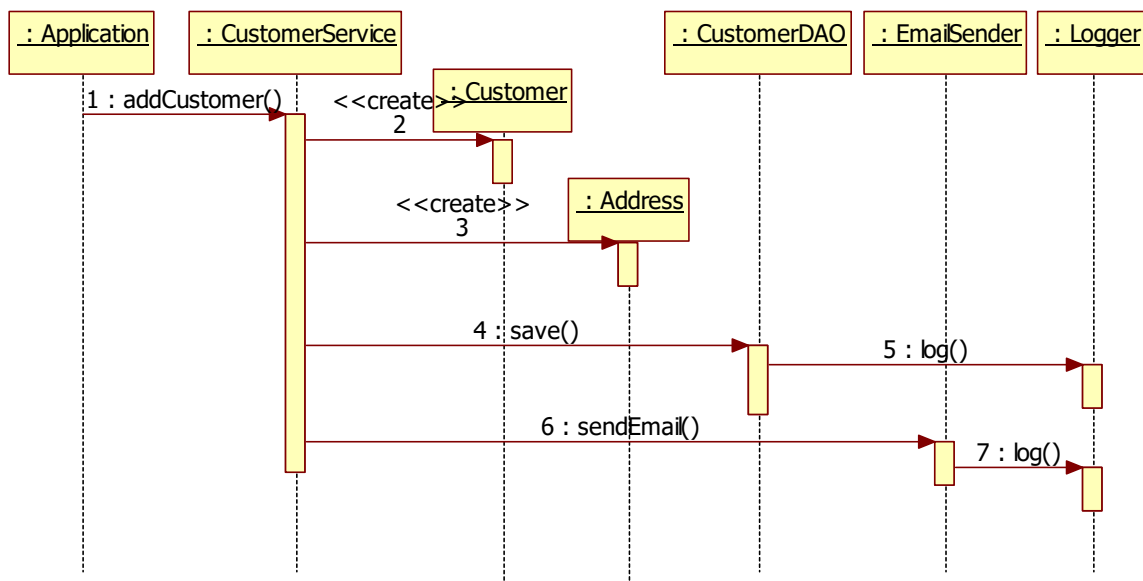 : Application
: CustomerService
: CustomerDAO
: EmailSender
: Logger
1 : addCustomer()
<<create>>
2
: Customer
<<create>>
3
: Address
4 : save()
5 : log()
6 : sendEmail()
7 : log()